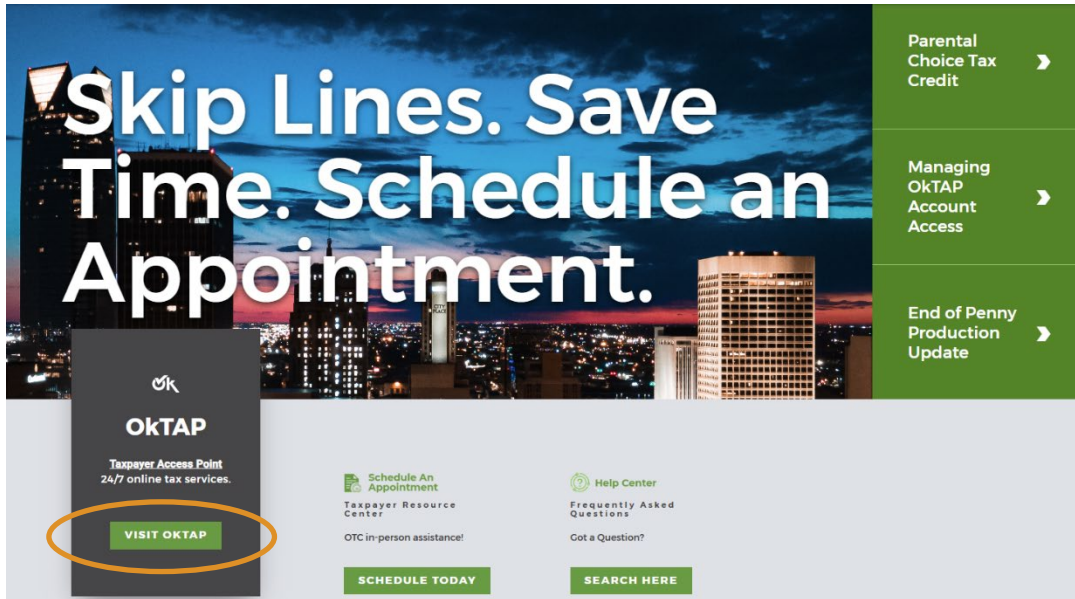 Skip Lines. Save
Time. Schedule an
Appointment.
Parental
Choice Tax
Credit
Managing
OkTAP
Account
Access
End of Penny
Production
Update
CITY
PLACE
OK
OkTAP
Taxpayer Access Point
24/7 online tax services.
VISIT OKTAP
Schedule An
Appointment
Taxpayer Resource
Center
OTC in-person assistance!
SCHEDULE TODAY
Help Center
Frequently Asked
Questions
Got a Question?
SEARCH HERE